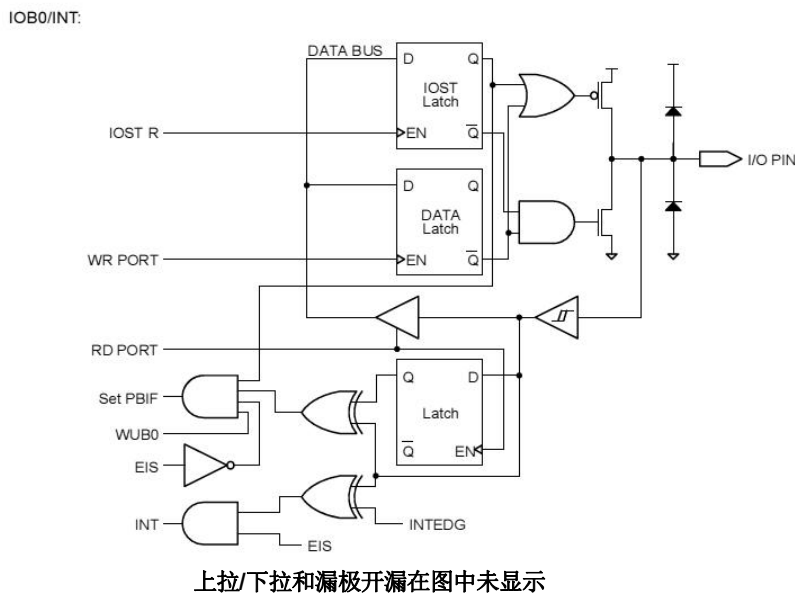 IOB0/INT:
DATA BUS
D Q
IOST
Latch
IOST R
EN Q
D Q
DATA
Latch
WR PORT
EN Q
I/O PIN
RD PORT
Q D
Set PBIF
Latch
WUB0
Q EN
EIS
INT
INTEDG
EIS
上拉/下拉和漏极开漏在图中未显示